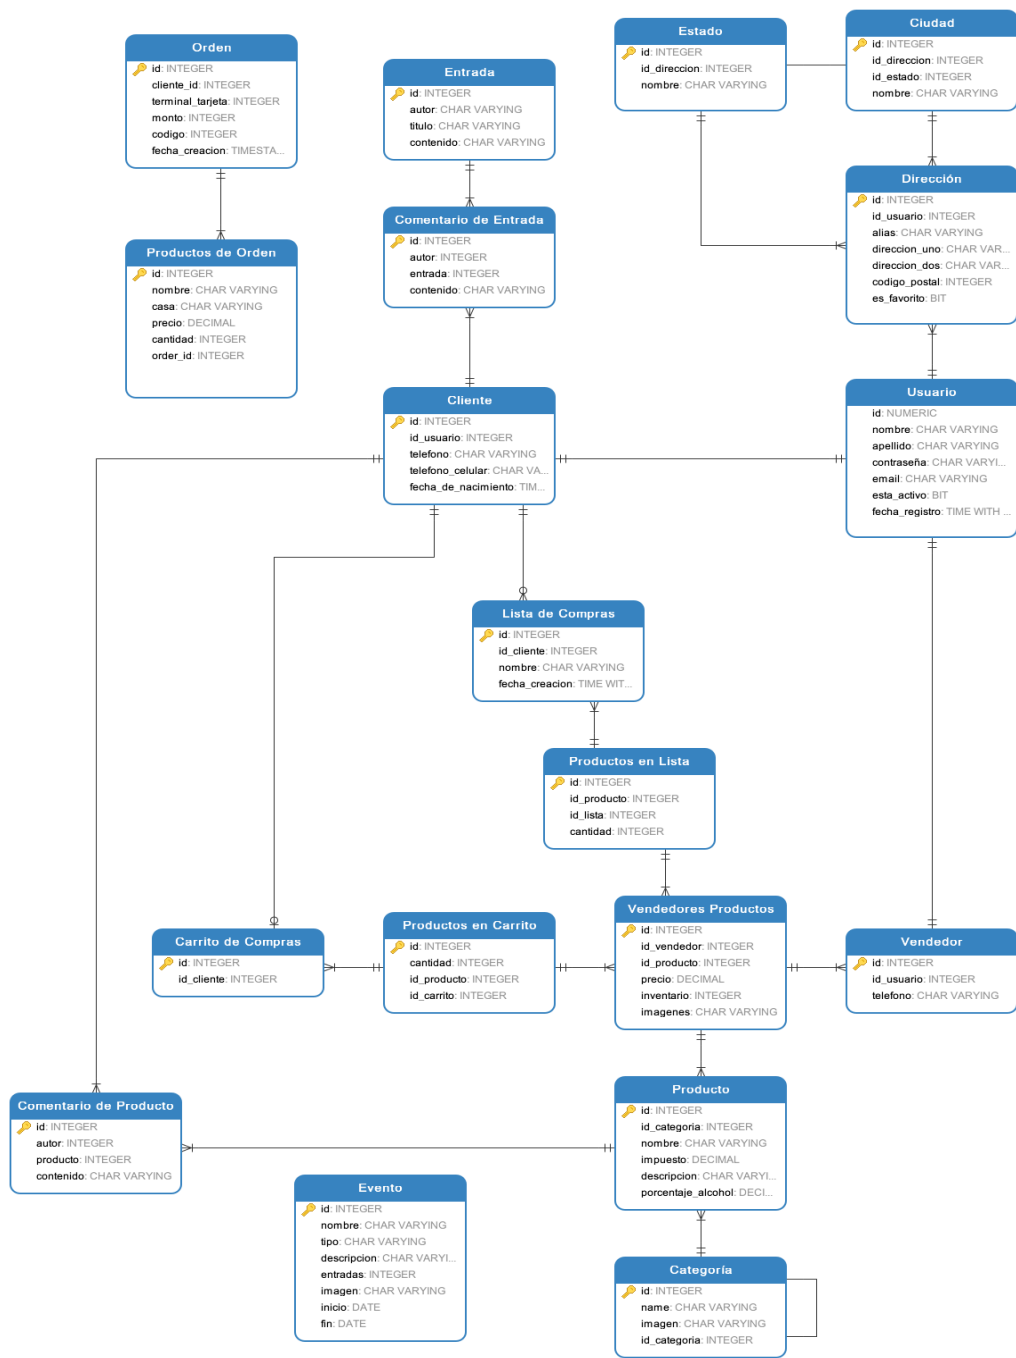 Orden
id: INTEGER
cliente_id: INTEGER
terminal_tarjeta: INTEGER
monto: INTEGER
codigo: INTEGER
fecha_creacion: TIMESTA...
Productos de Orden
id: INTEGER
nombre: CHAR VARYING
casa: CHAR VARYING
precio: DECIMAL
cantidad: INTEGER
order_id: INTEGER
Entrada
id: INTEGER
autor: CHAR VARYING
titulo: CHAR VARYING
contenido: CHAR VARYING
Comentario de Entrada
id: INTEGER
autor: INTEGER
entrada: INTEGER
contenido: CHAR VARYING
Estado
id: INTEGER
id_direccion: INTEGER
nombre: CHAR VARYING
Ciudad
id: INTEGER
id_direccion: INTEGER
id_estado: INTEGER
nombre: CHAR VARYING
Dirección
id: INTEGER
id_usuario: INTEGER
alias: CHAR VARYING
direccion_uno: CHAR VAR...
direccion_dos: CHAR VAR...
codigo_postal: INTEGER
es_favorito: BIT
Cliente
id: INTEGER
id_usuario: INTEGER
telefono: CHAR VARYING
telefono_celular: CHAR VA...
fecha_de_nacimiento: TIM...
Usuario
id: NUMERIC
nombre: CHAR VARYING
apellido: CHAR VARYING
contraseña: CHAR VARYI...
email: CHAR VARYING
esta_activo: BIT
fecha_registro: TIME WITH ...
Lista de Compras
id: INTEGER
id_cliente: INTEGER
nombre: CHAR VARYING
fecha_creacion: TIME WIT...
Productos en Lista
id: INTEGER
id_producto: INTEGER
id_lista: INTEGER
cantidad: INTEGER
Carrito de Compras
id: INTEGER
id_cliente: INTEGER
Productos en Carrito
id: INTEGER
cantidad: INTEGER
id_producto: INTEGER
id_carrito: INTEGER
Vendedores Productos
id: INTEGER
id_vendedor: INTEGER
id_producto: INTEGER
precio: DECIMAL
inventario: INTEGER
imagenes: CHAR VARYING
Vendedor
id: INTEGER
id_usuario: INTEGER
telefono: CHAR VARYING
Comentario de Producto
id: INTEGER
autor: INTEGER
producto: INTEGER
contenido: CHAR VARYING
Producto
id: INTEGER
id_categoria: INTEGER
nombre: CHAR VARYING
impuesto: DECIMAL
descripcion: CHAR VARYI...
porcentaje_alcohol: DECI...
Evento
id: INTEGER
nombre: CHAR VARYING
tipo: CHAR VARYING
descripcion: CHAR VARYI...
entradas: INTEGER
imagen: CHAR VARYING
inicio: DATE
fin: DATE
Categoría
id: INTEGER
name: CHAR VARYING
imagen: CHAR VARYING
id_categoria: INTEGER